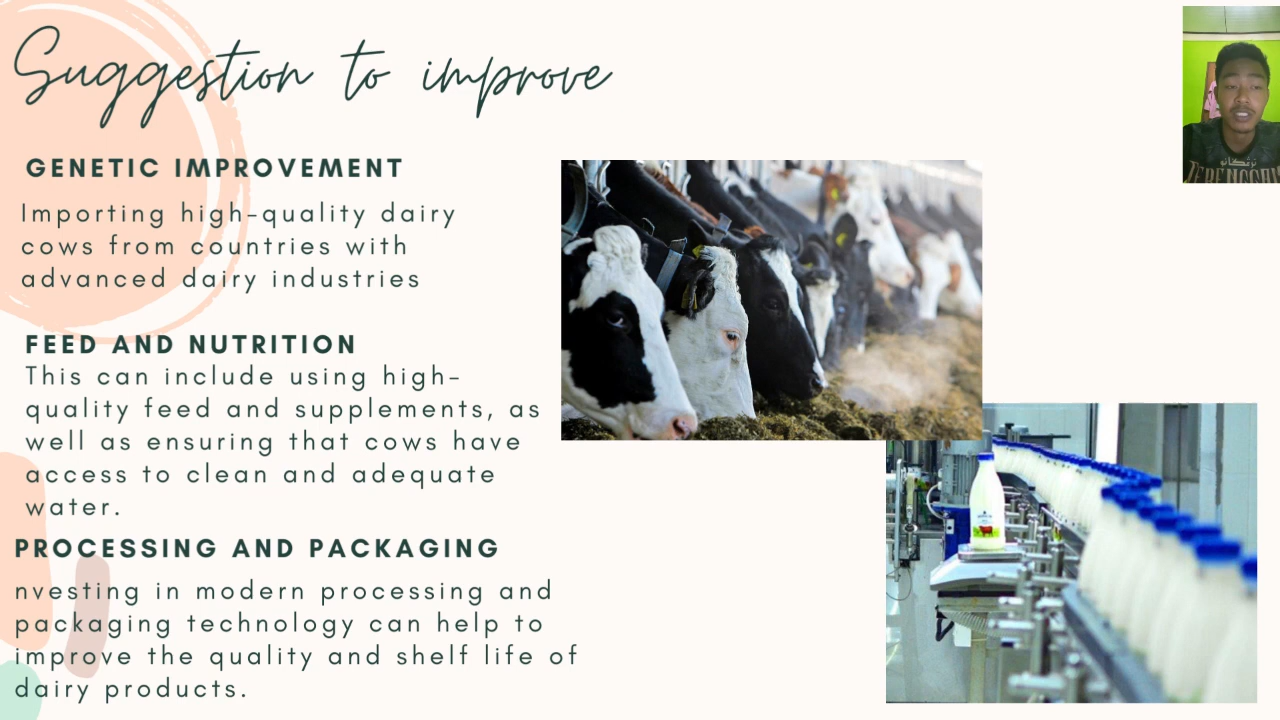 Suggestion to improve
GENETIC IMPROVEMENT
Importing high-quality dairy
cows from countries with
advanced dairy industries
FEED AND NUTRITION
This can include using high-
quality feed and supplements, as
well as ensuring that cows have
access to clean and adequate
water.
PROCESSING AND PACKAGING
nvesting in modern processing and
packaging technology can help to
improve the quality and shelf life of
dairy products.